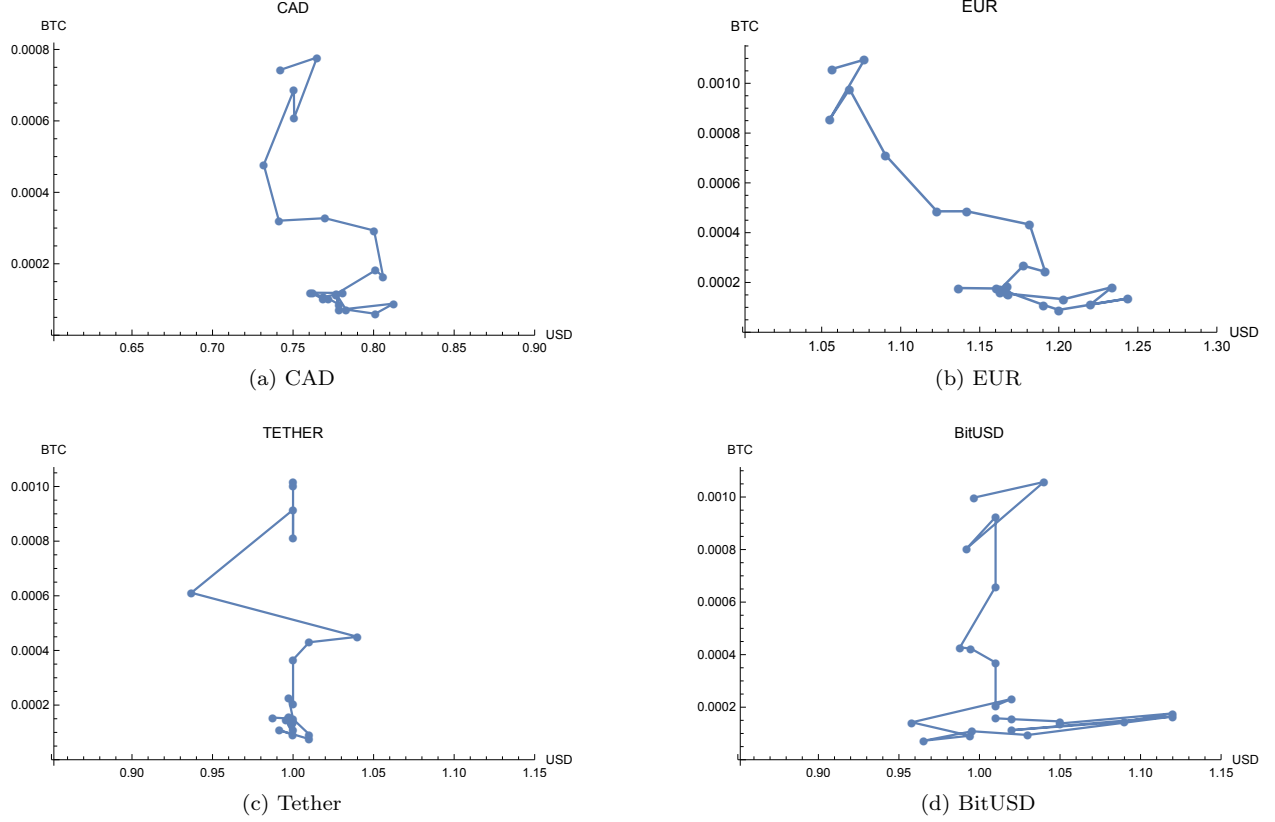 CAD
BTC
0.0008
0.0006
0.0004
0.0002
0.65 0.70 0.75 0.80 0.85 0.90
USD
(a) CAD
EUR
BTC
0.0010
0.0008
0.0006
0.0004
0.0002
1.05 1.10 1.15 1.20 1.25 1.30
USD
(b) EUR
TETHER
BTC
0.0010
0.0008
0.0006
0.0004
0.0002
0.90 0.95 1.00 1.05 1.10 1.15
USD
(c) Tether
BitUSD
BTC
0.0010
0.0008
0.0006
0.0004
0.0002
0.90 0.95 1.00 1.05 1.10 1.15
USD
(d) BitUSD